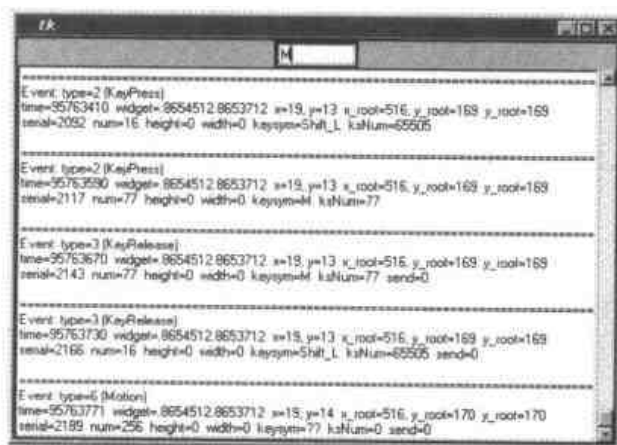 tk
M
Event: type=2 (KeyPress)
time=95763410 widget=.8654512.8653712 x=19, y=13 x_root=516, y_root=169 y_root=169
serial=2092 num=16 height=0 width=0 keysym=Shift_L ksNum=65505
Event: type=2 (KeyPress)
time=95763590 widget=.8654512.8653712 x=19, y=13 x_root=516, y_root=169 y_root=169
serial=2117 num=77 height=0 width=0 keysym=M ksNum=77
Event: type=3 (KeyRelease)
time=95763670 widget=.8654512.8653712 x=19, y=13 x_root=516, y_root=169 y_root=169
serial=2143 num=77 height=0 width=0 keysym=M ksNum=77 send=0
Event: type=3 (KeyRelease)
time=95763730 widget=.8654512.8653712 x=19, y=13 x_root=516, y_root=169 y_root=169
serial=2166 num=16 height=0 width=0 keysym=Shift_L ksNum=65505 send=0
Event: type=6 (Motion)
time=95763771 widget=.8654512.8653712 x=19, y=14 x_root=516, y_root=170 y_root=170
serial=2189 num=256 height=0 width=0 keysym=?? ksNum=0 send=0